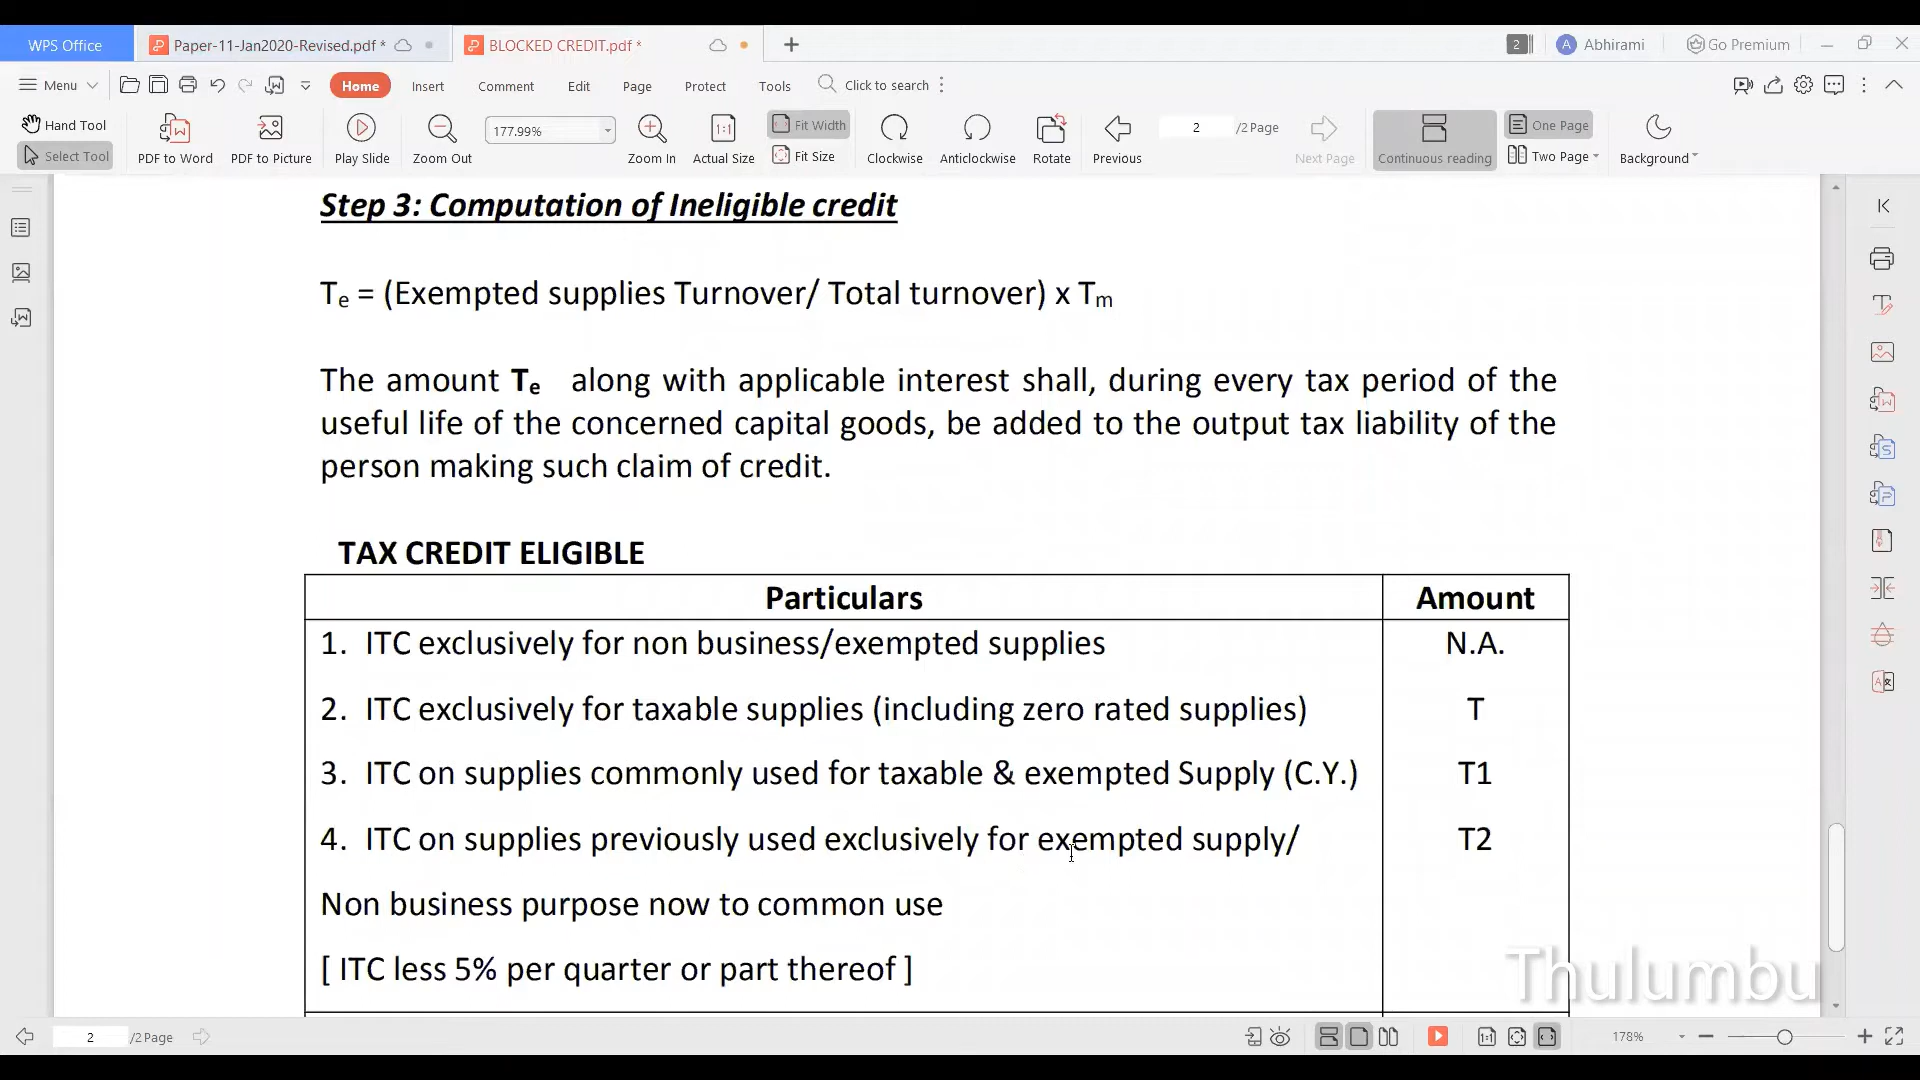 WPS Office
Paper-11-Jan2020-Revised.pdf *
BLOCKED CREDIT.pdf *
2
A
Abhirami
Go Premium
Menu
Home
Insert
Comment
Edit
Page
Protect
Tools
Click to search
Hand Tool
Select Tool
PDF to Word
PDF to Picture
Play Slide
Zoom Out
177.99%
Zoom In
1:1
Actual Size
Fit Width
Fit Size
Clockwise
Anticlockwise
Rotate
Previous
2
/2 Page
Next Page
Continuous reading
One Page
Two Page
Background
Step 3: Computation of Ineligible credit
Te = (Exempted supplies Turnover/ Total turnover) x Tm
The amount Te along with applicable interest shall, during every tax period of the
useful life of the concerned capital goods, be added to the output tax liability of the
person making such claim of credit.
TAX CREDIT ELIGIBLE
Particulars Amount
1. ITC exclusively for non business/exempted supplies N.A.
2. ITC exclusively for taxable supplies (including zero rated supplies) T
3. ITC on supplies commonly used for taxable & exempted Supply (C.Y.) T1
4. ITC on supplies previously used exclusively for exempted supply/ T2
Non business purpose now to common use
[ ITC less 5% per quarter or part thereof ]
Thulumbu
2
/2 Page
1:1
178%